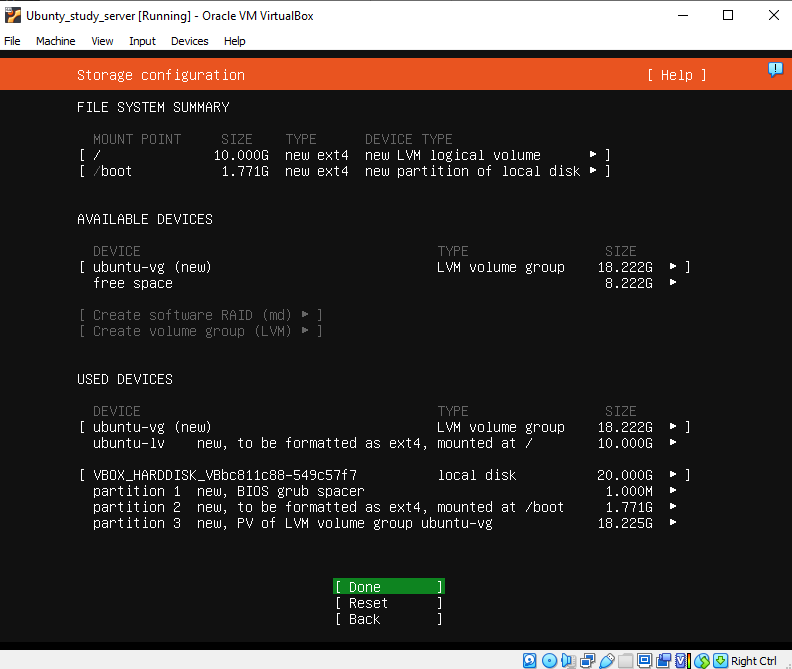 Ubunty_study_server [Running] - Oracle VM VirtualBox
File Machine View Input Devices Help
Storage configuration [ Help ]
FILE SYSTEM SUMMARY
MOUNT POINT SIZE TYPE DEVICE TYPE
[ / 10.000G new ext4 new LVM logical volume ▸ ]
[ /boot 1.771G new ext4 new partition of local disk ▸ ]
AVAILABLE DEVICES
DEVICE TYPE SIZE
[ ubuntu-vg (new) LVM volume group 18.222G ▸ ]
free space 8.222G ▸
[ Create software RAID (md) ▸ ]
[ Create volume group (LVM) ▸ ]
USED DEVICES
DEVICE TYPE SIZE
[ ubuntu-vg (new) LVM volume group 18.222G ▸ ]
ubuntu-lv new, to be formatted as ext4, mounted at / 10.000G ▸
[ VBOX_HARDDISK_VBbc811c88-549c57f7 local disk 20.000G ▸ ]
partition 1 new, BIOS grub spacer 1.000M ▸
partition 2 new, to be formatted as ext4, mounted at /boot 1.771G ▸
partition 3 new, PV of LVM volume group ubuntu-vg 18.225G ▸
[ Done ]
[ Reset ]
[ Back ]
Right Ctrl